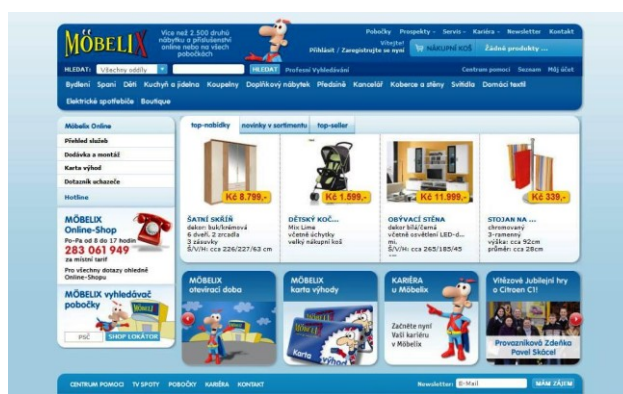 MÖBELIX
Více než 2.500 druhů
nábytku a příslušenství
online nebo na všech
pobočkách
Pobočky Prospekty - Servis - Kariéra - Newsletter Kontakt
Vítejte!
Přihlásit / Zaregistrujte se nyní
NÁKUPNÍ KOŠ Žádné produkty ...
HLEDAT: Všechny oddíly HLEDAT Profesní Vyhledávání
Centrum pomoci Seznam Můj účet
Bydlení Spaní Děti Kuchyň a jídelna Koupelny Doplňkový nábytek Předsíně Kancelář Koberce a stěny Svítidla Domácí textil
Elektrické spotřebiče Boutique
Möbelix Online
Přehled služeb
Dodávka a montáž
Karta výhod
Dotazník uchazeče
Hotline
MÖBELIX
Online-Shop
Po-Pa od 8 do 17 hodin
283 061 949
za místní tarif
Pro všechny dotazy ohledně
Online-Shopu
MÖBELIX vyhledávač
pobočky
PSČ SHOP LOKÁTOR
top-nabídky novinky v sortimentu top-seller
Kč 8.799,-
ŠATNÍ SKŘÍŇ
dekor: buk/krémová
6 dveří, 2 zrcadla
3 zásuvky
Š/V/H: cca 226/227/63 cm
Kč 1.599,-
DĚTSKÝ KOČ...
Mix Lime
včetně úchytky
velký nákupní koš
Kč 11.999,-
OBÝVACÍ STĚNA
dekor bílá/černá
včetně osvětlení LED-d...
mi.
Š/V/H: cca 265/185/45
Kč 339,-
STOJAN NA ...
chromovaný
3-ramenný
výška: cca 92cm
průměr: cca 28cm
MÖBELIX
otevírací doba
MÖBELIX
karta výhody
MÖBELIX
Karta výhod
KARIÉRA
u Möbelix
Začněte nyní
Vaší kariéru
v Möbelix
Vítězové Jubilejní hry
o Citroen C1!
Provazníková Zdeňka
Pavel Skácel
CENTRUM POMOCI TV SPOTY POBOČKY KARIÉRA KONTAKT
Newsletter: E-Mail MÁM ZÁJEM